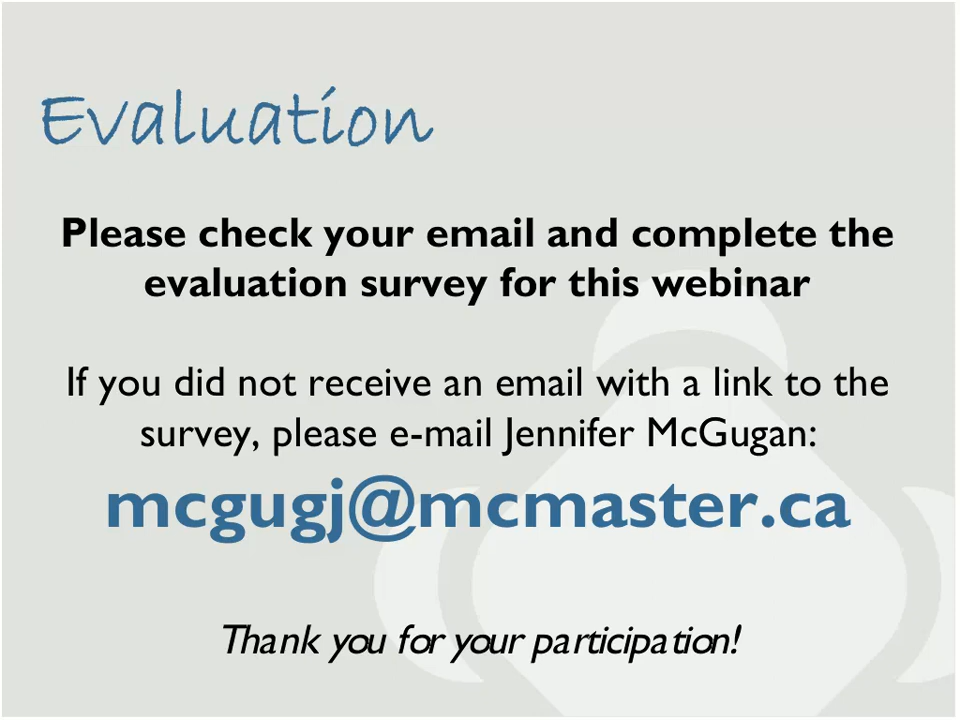 Evaluation
Please check your email and complete the
evaluation survey for this webinar
If you did not receive an email with a link to the
survey, please e-mail Jennifer McGugan:
mcgugj@mcmaster.ca
Thank you for your participation!